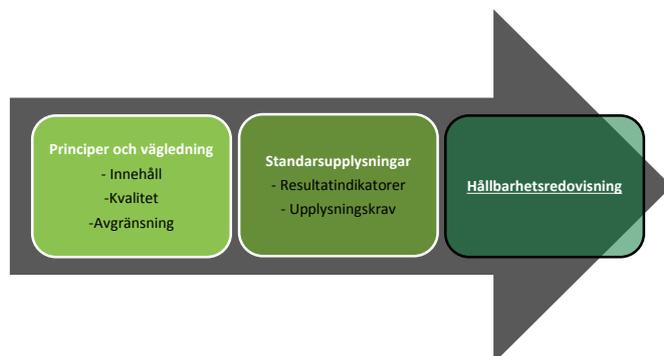 Principer och vägledning
- Innehåll
-Kvalitet
-Avgränsning
Standarsupplysningar
- Resultatindikatorer
- Upplysningskrav
Hållbarhetsredovisning